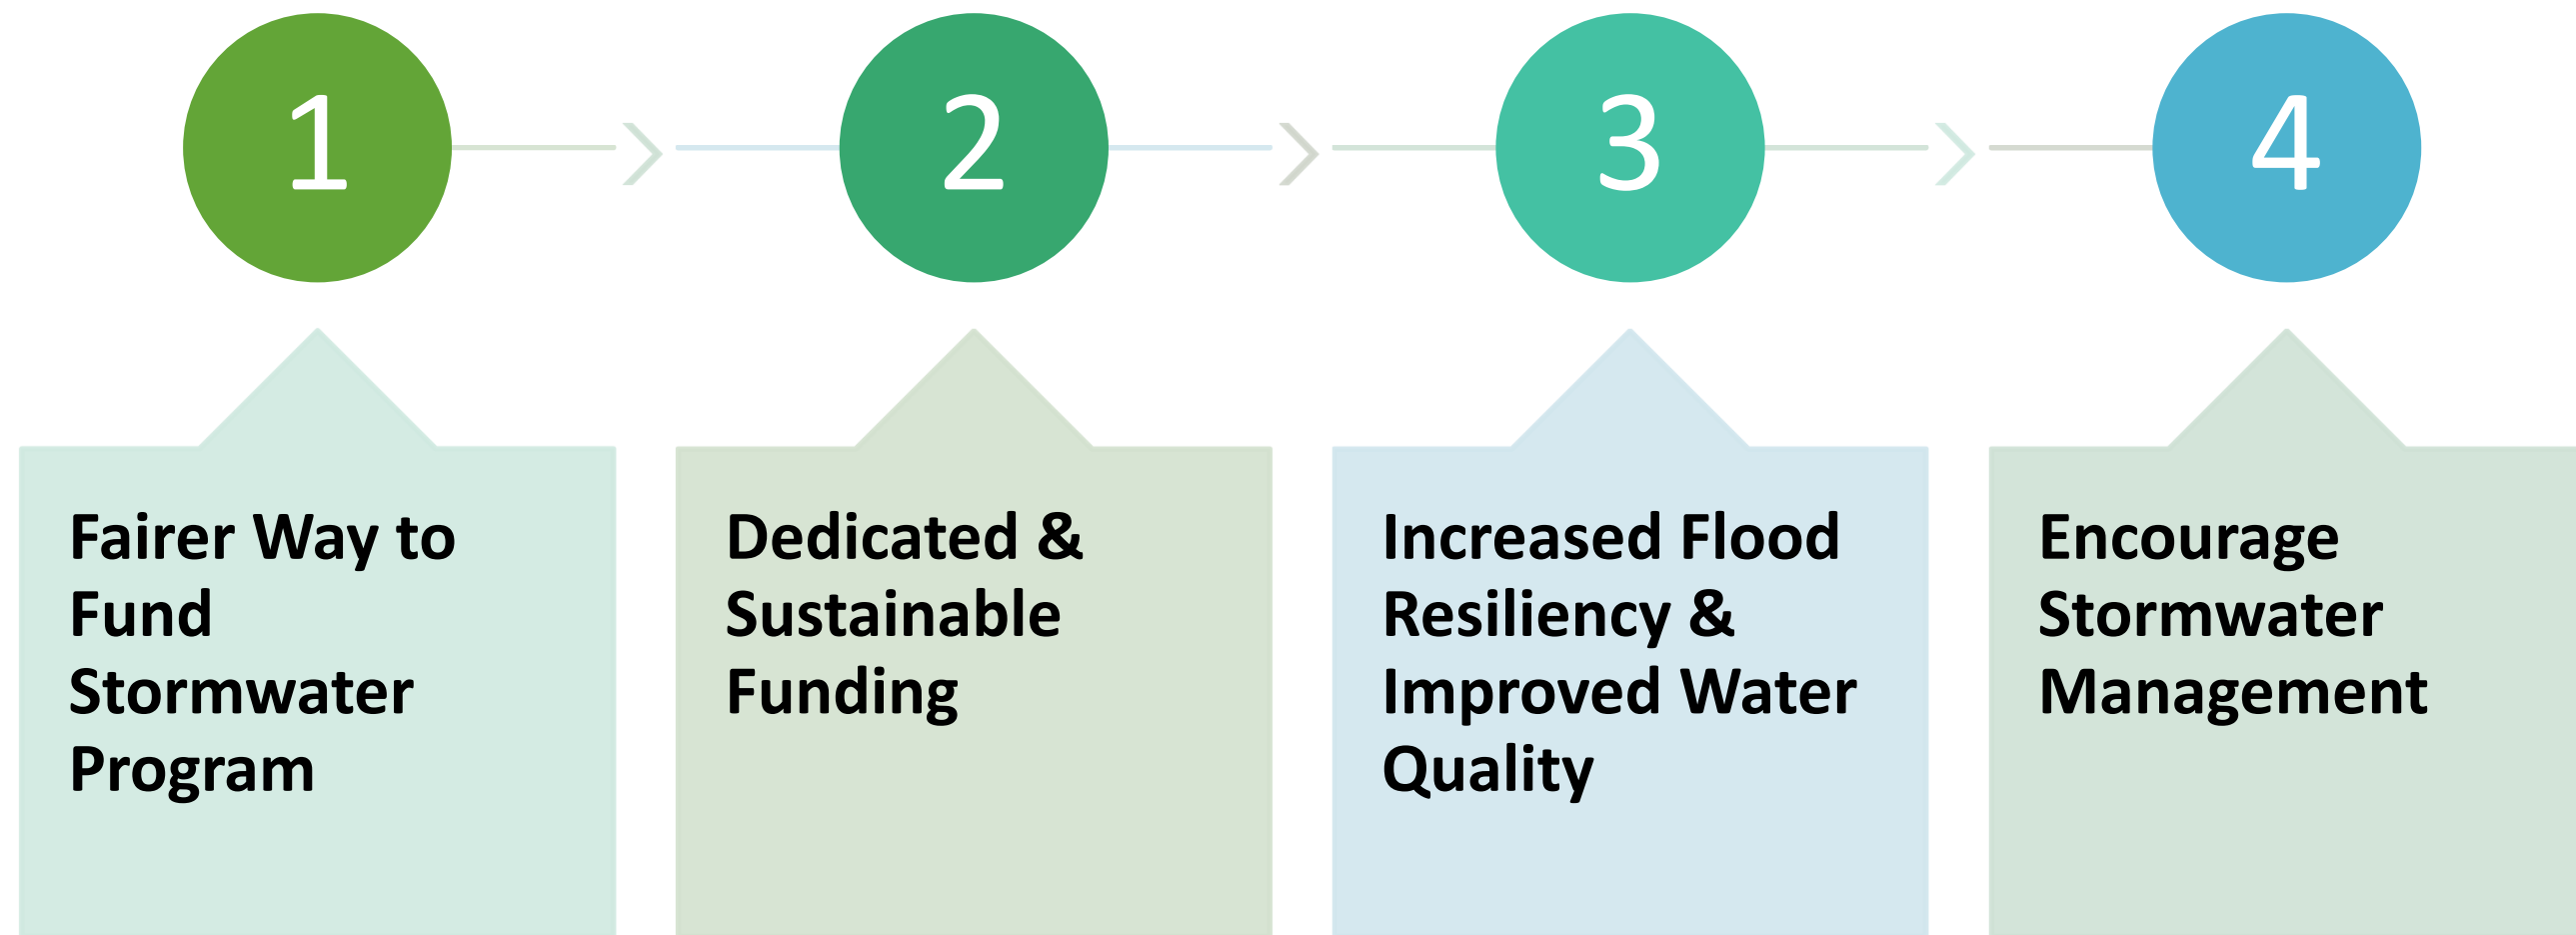 1
2
3
4
Fairer Way to
Fund
Stormwater
Program
Dedicated &
Sustainable
Funding
Increased Flood
Resiliency &
Improved Water
Quality
Encourage
Stormwater
Management